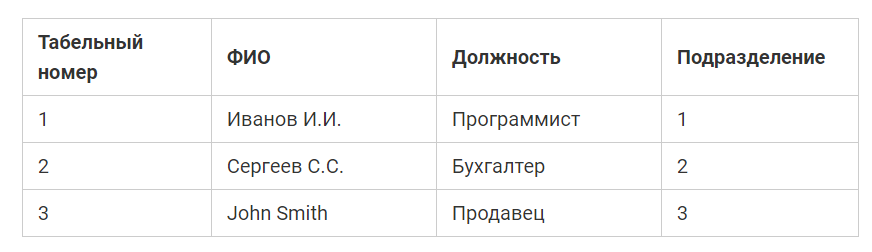 Табельный номер ФИО Должность Подразделение
1 Иванов И.И. Программист 1
2 Сергеев С.С. Бухгалтер 2
3 John Smith Продавец 3